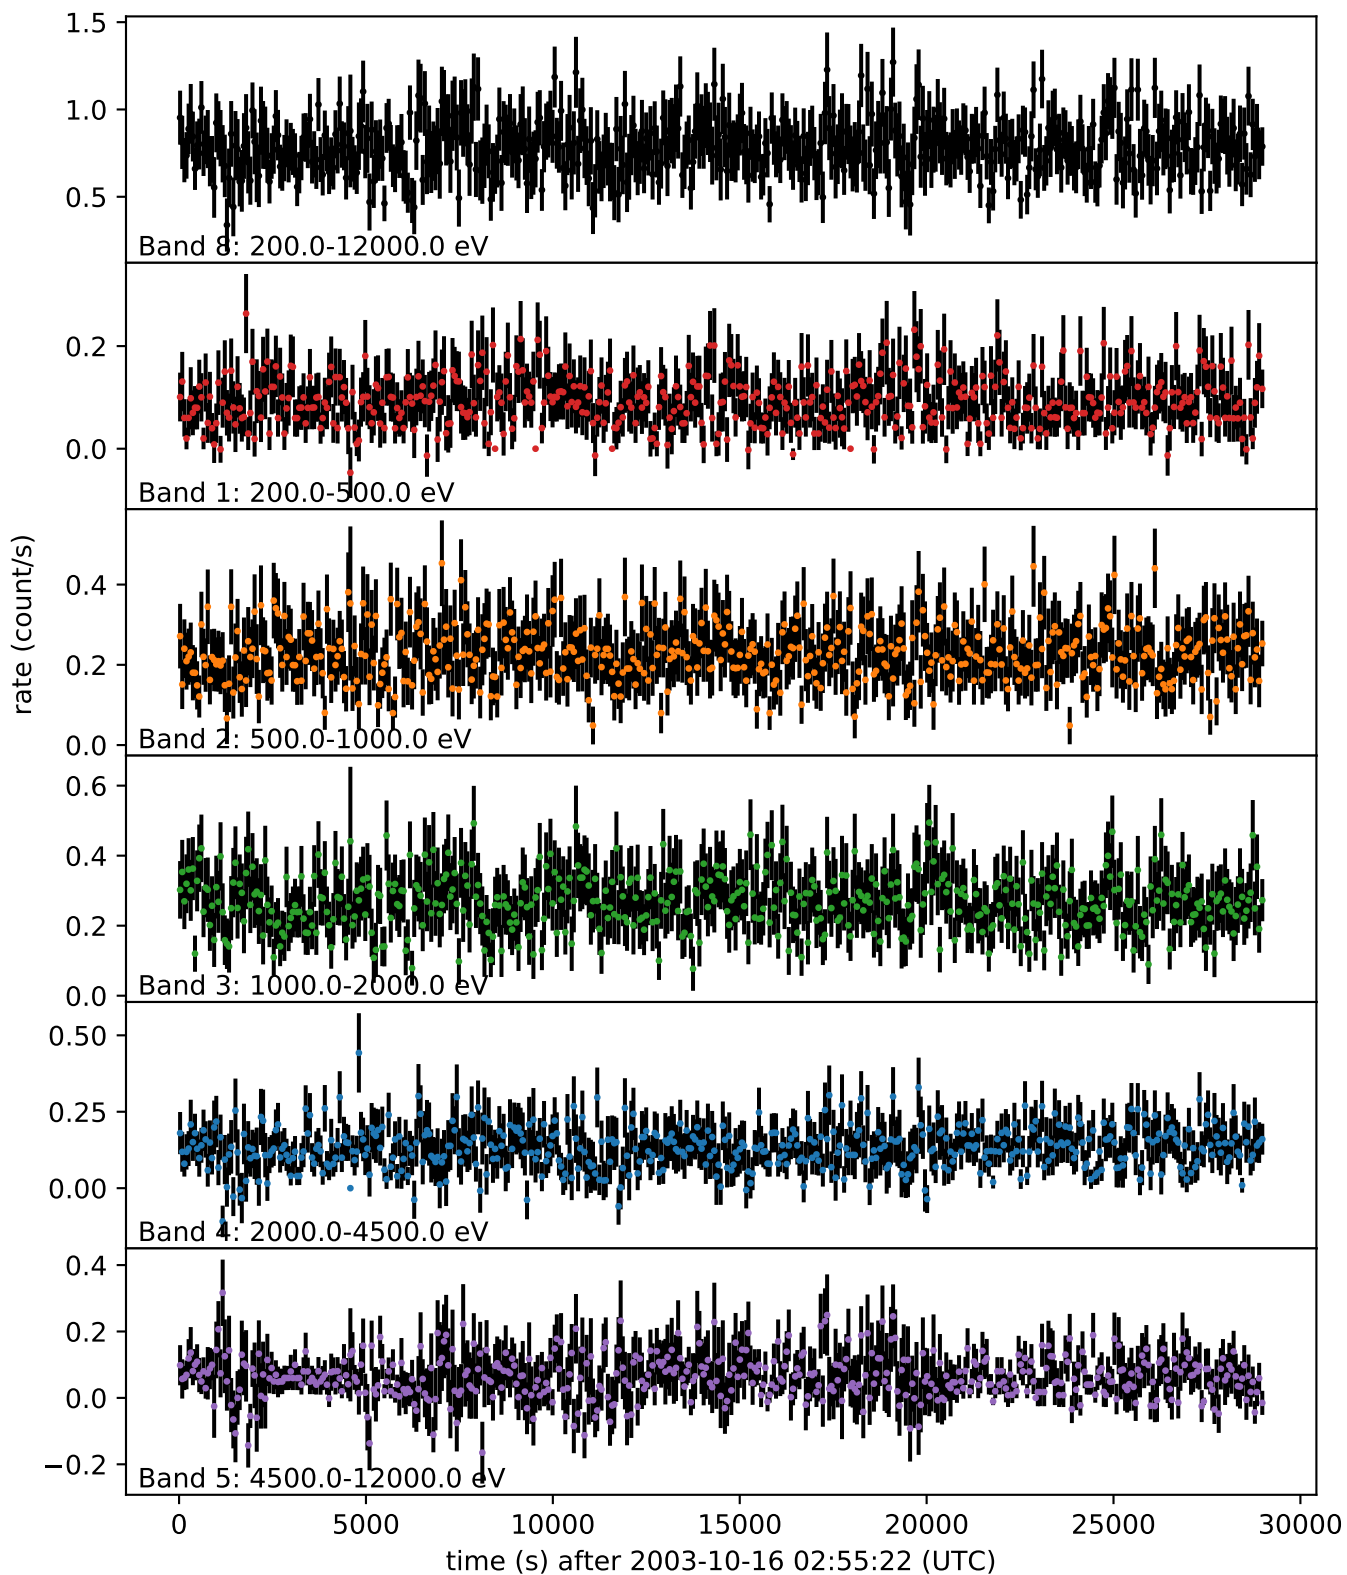 1.5
1.0
0.5
Band 8: 200.0-12000.0 eV
0.2
0.0
Band 1: 200.0-500.0 eV
rate (count/s)
0.4
0.2
0.0
Band 2: 500.0-1000.0 eV
0.6
0.4
0.2
0.0
Band 3: 1000.0-2000.0 eV
0.50
0.25
0.00
Band 4: 2000.0-4500.0 eV
0.4
0.2
0.0
−0.2
Band 5: 4500.0-12000.0 eV
0 5000 10000 15000 20000 25000 30000
time (s) after 2003-10-16 02:55:22 (UTC)